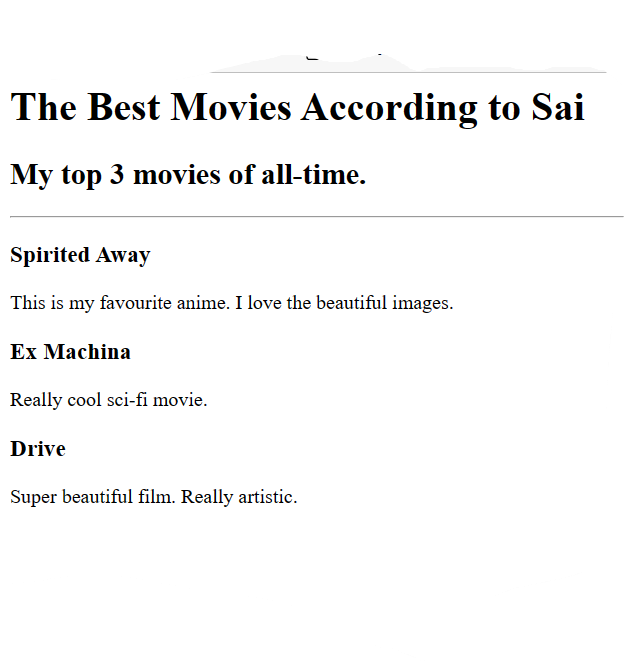 The Best Movies According to Sai
My top 3 movies of all-time.
Spirited Away
This is my favourite anime. I love the beautiful images.
Ex Machina
Really cool sci-fi movie.
Drive
Super beautiful film. Really artistic.